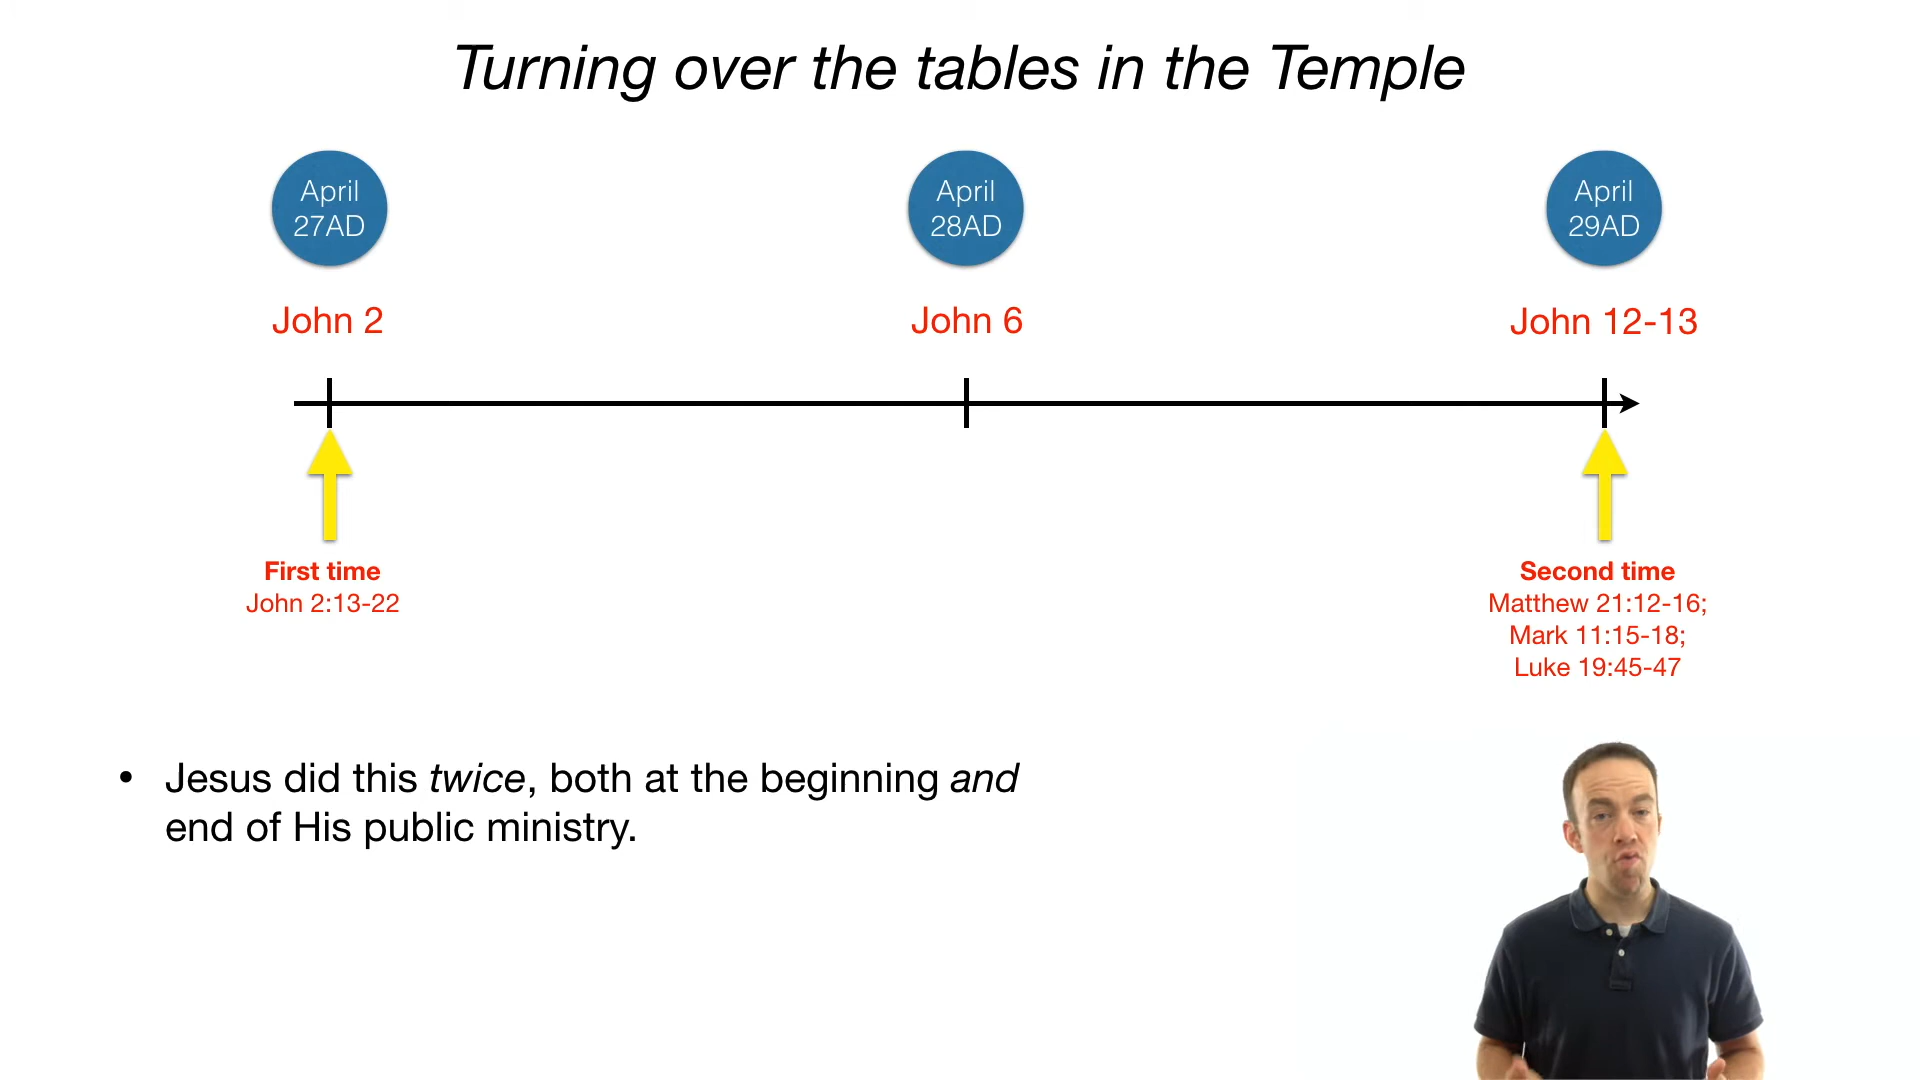 Turning over the tables in the Temple
April
27AD
April
28AD
April
29AD
John 2
John 6
John 12-13
First time
John 2:13-22
Second time
Matthew 21:12-16;
Mark 11:15-18;
Luke 19:45-47
• Jesus did this twice, both at the beginning and
end of His public ministry.